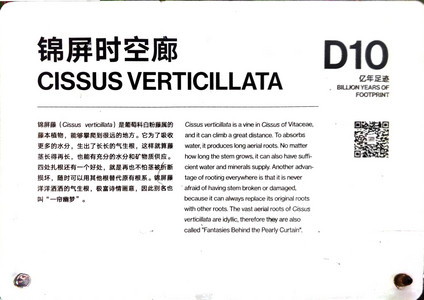 锦屏时空廊
CISSUS VERTICILLATA
D10
亿年足迹
BILLION YEARS OF
FOOTPRINT
锦屏藤（Cissus verticillata）是葡萄科白粉藤属的
藤本植物，能够攀爬到很远的地方。它为了吸收
更多的水分，生出了长长的气生根，这样就算藤
茎长得再长，也能有充分的水分和矿物质供应。
四处扎根还有一个好处，就是再也不怕茎被折断
损坏，随时可以用其他根替代原有根系。锦屏藤
洋洋洒洒的气生根，极富诗情画意，因此别名也
叫“一帘幽梦”。
Cissus verticillata is a vine in Cissus of Vitaceae,
and it can climb a great distance. To absorbs
water, it produces long aerial roots. No matter
how long the stem grows, it can also have suffi-
cient water and minerals supply. Another advan-
tage of rooting everywhere is that it is never
afraid of having stem broken or damaged,
because it can always replace its original roots
with other roots. The vast aerial roots of Cissus
verticillata are idyllic, therefore they are also
called "Fantasies Behind the Pearly Curtain".